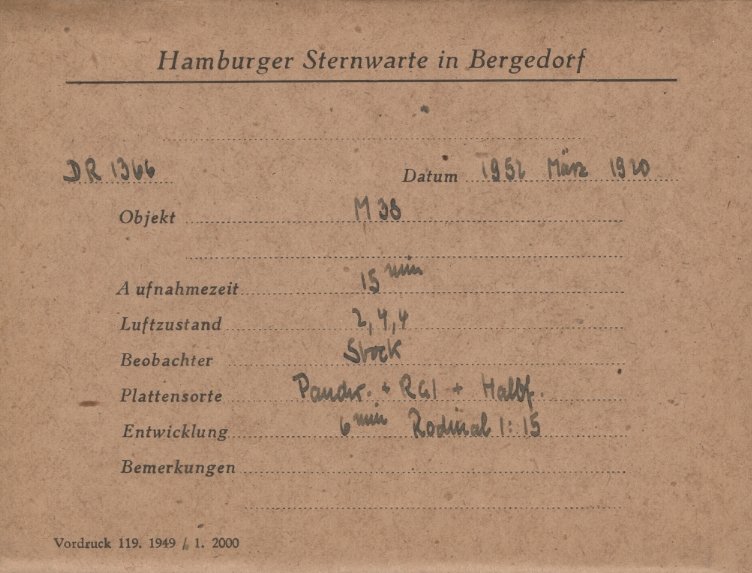 Hamburger Sternwarte in Bergedorf
DR 1366 Datum 1952 März 19 20
Objekt M 38
Aufnahmezeit 15 min
Luftzustand 2, 4, 4
Beobachter Stock
Plattensorte Panchr. + RG1 + Halbf.
Entwicklung 6 min Rodinal 1:15
Bemerkungen
Vordruck 119. 1949 / 1. 2000